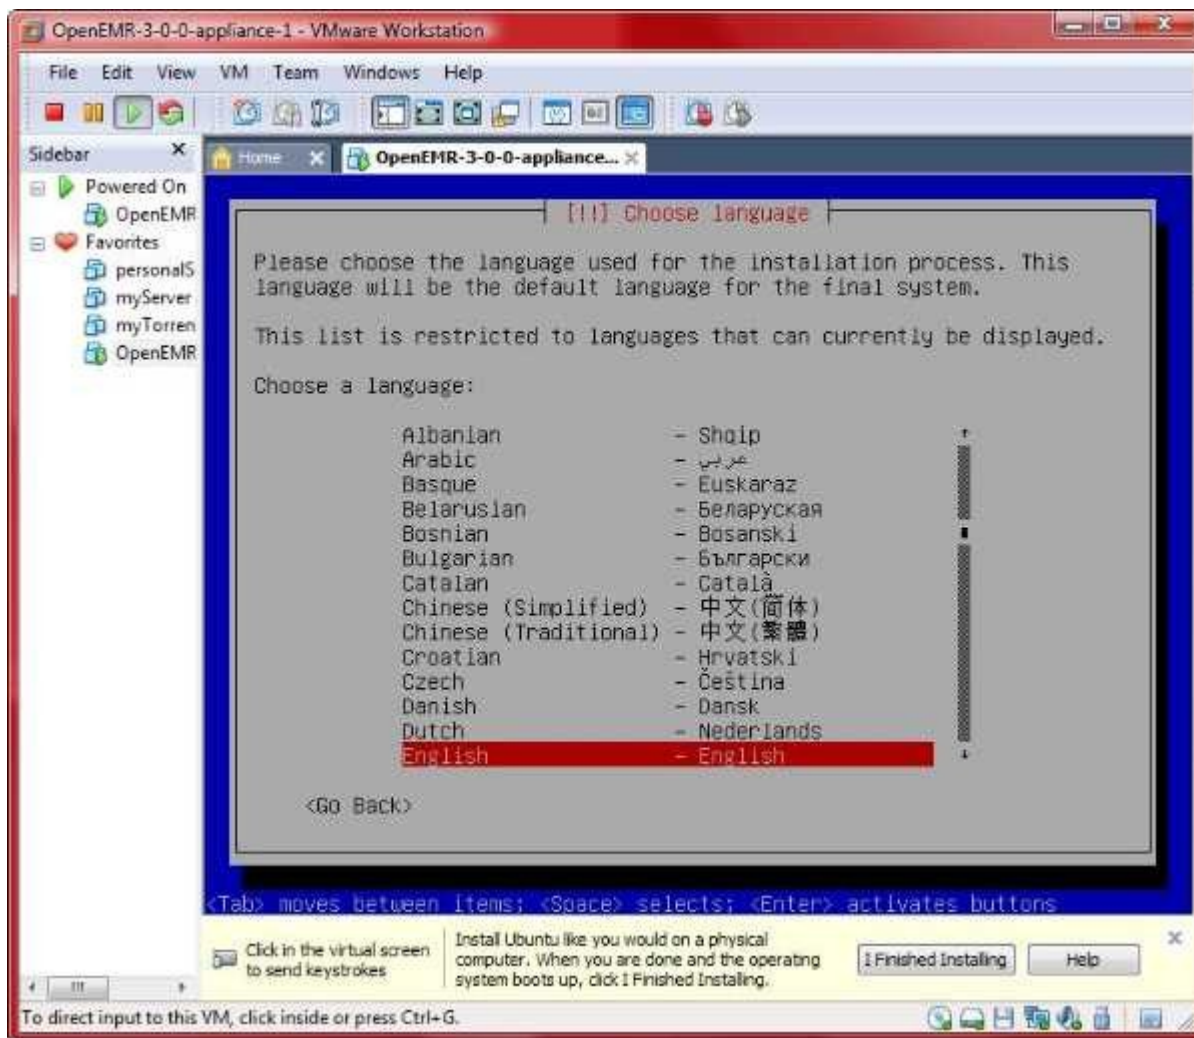 OpenEMR-3-0-0-appliance-1 - VMware Workstation
File Edit View VM Team Windows Help
Sidebar
Home
OpenEMR-3-0-0-appliance...
Powered On
OpenEMR
Favorites
personalS
myServer
myTorren
OpenEMR
[!!] Choose language
Please choose the language used for the installation process. This
language will be the default language for the final system.
This list is restricted to languages that can currently be displayed.
Choose a language:
Albanian - Shqip
Arabic - عربي
Basque - Euskaraz
Belarusian - Беларуская
Bosnian - Bosanski
Bulgarian - Български
Catalan - Català
Chinese (Simplified) - 中文(简体)
Chinese (Traditional) - 中文(繁體)
Croatian - Hrvatski
Czech - Čeština
Danish - Dansk
Dutch - Nederlands
English - English
<Go Back>
<Tab> moves between items; <Space> selects; <Enter> activates buttons
Click in the virtual screen
to send keystrokes
Install Ubuntu like you would on a physical
computer. When you are done and the operating
system boots up, click I Finished Installing.
I Finished Installing
Help
To direct input to this VM, click inside or press Ctrl+G.